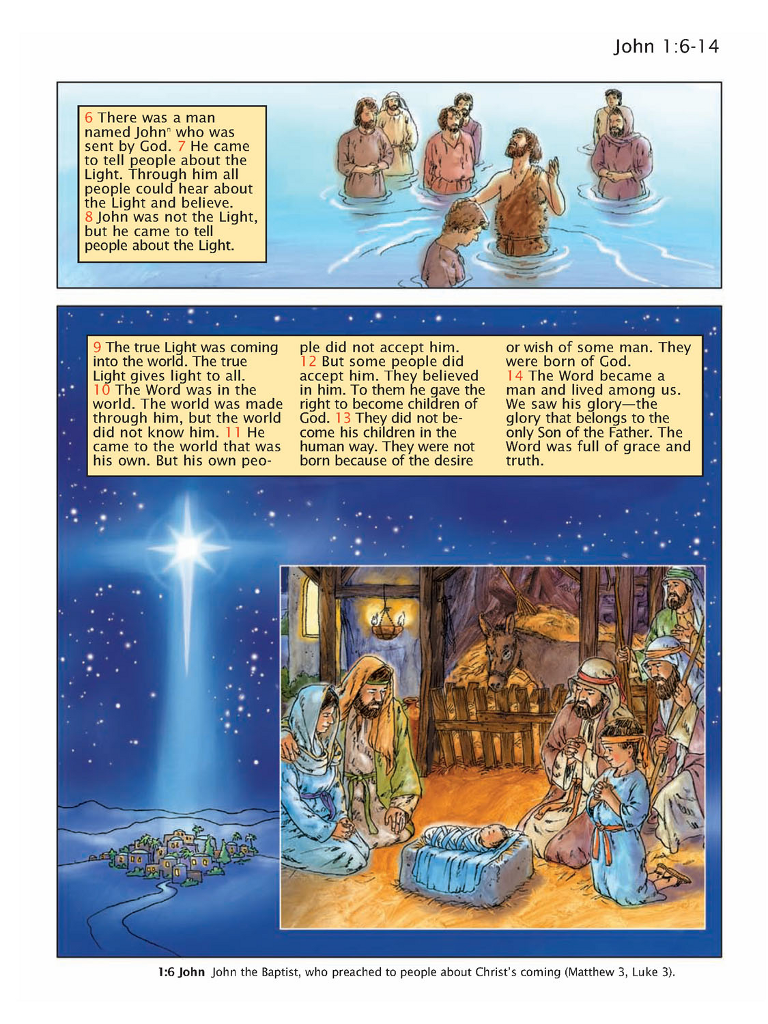 John 1:6-14
6 There was a man
named Johnⁿ who was
sent by God. 7 He came
to tell people about the
Light. Through him all
people could hear about
the Light and believe.
8 John was not the Light,
but he came to tell
people about the Light.
9 The true Light was coming
into the world. The true
Light gives light to all.
10 The Word was in the
world. The world was made
through him, but the world
did not know him. 11 He
came to the world that was
his own. But his own peo-
ple did not accept him.
12 But some people did
accept him. They believed
in him. To them he gave the
right to become children of
God. 13 They did not be-
come his children in the
human way. They were not
born because of the desire
or wish of some man. They
were born of God.
14 The Word became a
man and lived among us.
We saw his glory—the
glory that belongs to the
only Son of the Father. The
Word was full of grace and
truth.
1:6 John John the Baptist, who preached to people about Christ's coming (Matthew 3, Luke 3).